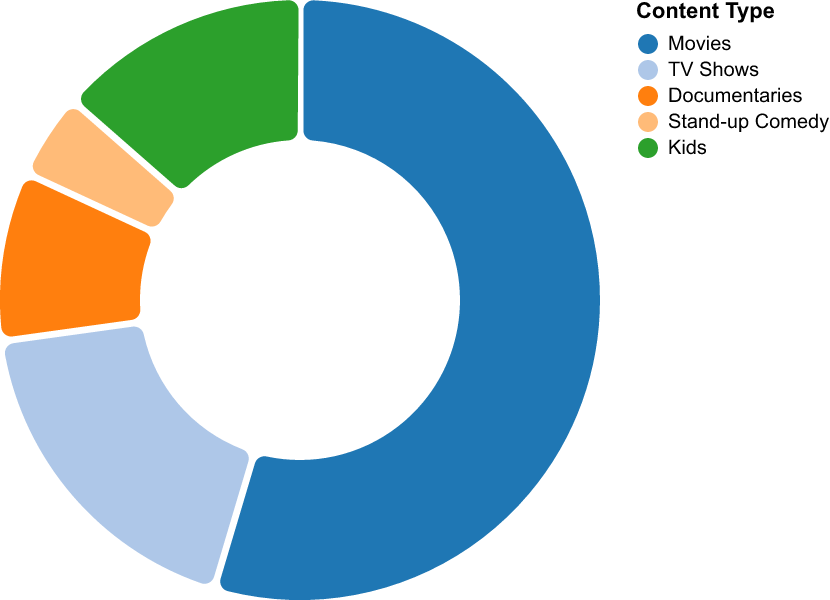 Content Type
Movies
TV Shows
Documentaries
Stand-up Comedy
Kids